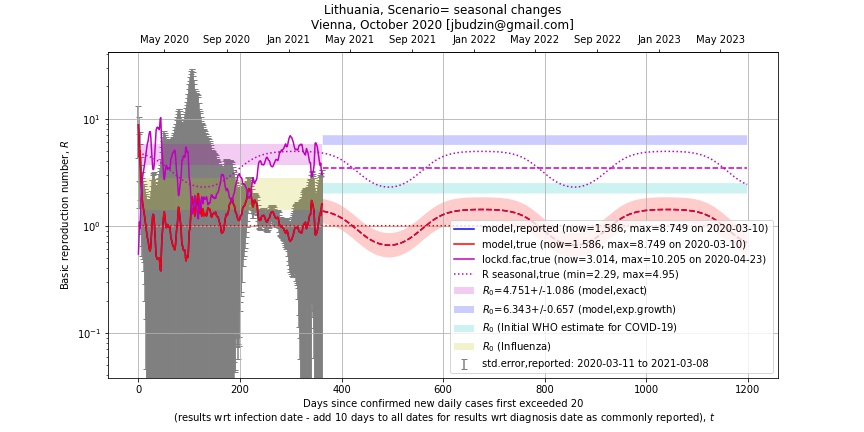 Lithuania, Scenario= seasonal changes
Vienna, October 2020 [jbudzin@gmail.com]
May 2020 Sep 2020 Jan 2021 May 2021 Sep 2021 Jan 2022 May 2022 Sep 2022 Jan 2023 May 2023
Basic reproduction number, R
10¹
10⁰
10⁻¹
model,reported (now=1.586, max=8.749 on 2020-03-10)
model,true (now=1.586, max=8.749 on 2020-03-10)
lockd.fac,true (now=3.014, max=10.205 on 2020-04-23)
R seasonal,true (min=2.29, max=4.95)
R₀=4.751+/-1.086 (model,exact)
R₀=6.343+/-0.657 (model,exp.growth)
R₀ (Initial WHO estimate for COVID-19)
R₀ (Influenza)
std.error,reported: 2020-03-11 to 2021-03-08
0 200 400 600 800 1000 1200
Days since confirmed new daily cases first exceeded 20
(results wrt infection date - add 10 days to all dates for results wrt diagnosis date as commonly reported), t